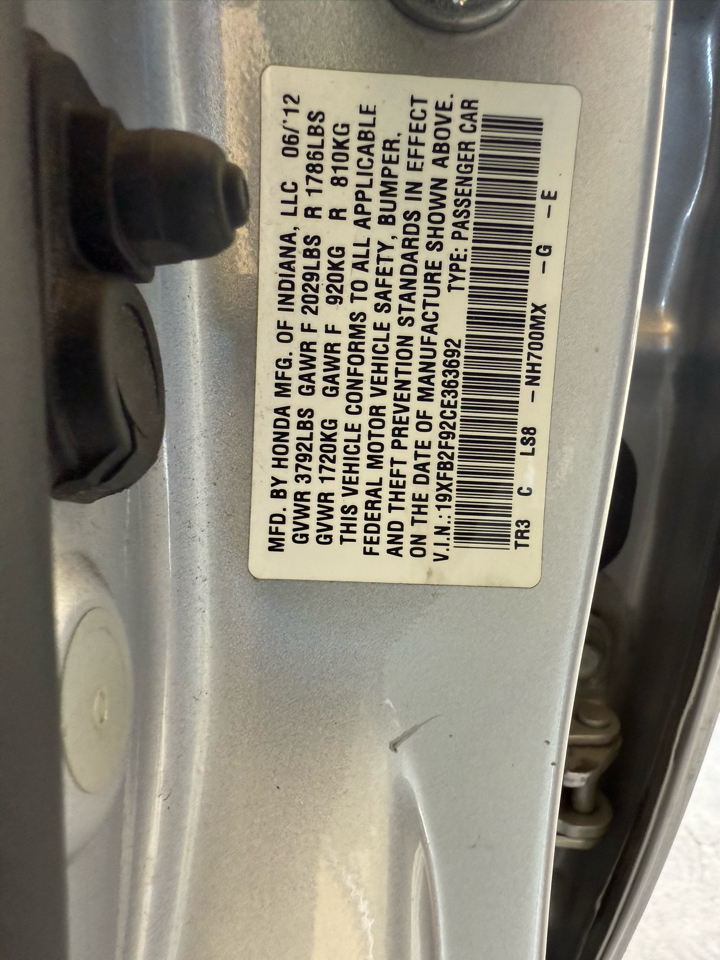 MFD. BY HONDA MFG. OF INDIANA, LLC 06/'12
GVWR 3792LBS GAWR F 2029LBS R 1786LBS
GVWR 1720KG GAWR F 920KG R 810KG
THIS VEHICLE CONFORMS TO ALL APPLICABLE
FEDERAL MOTOR VEHICLE SAFETY, BUMPER,
AND THEFT PREVENTION STANDARDS IN EFFECT
ON THE DATE OF MANUFACTURE SHOWN ABOVE.
V.I.N.:19XFB2F92CE363692 TYPE: PASSENGER CAR
TR3 C LS8 -NH700MX -G -E